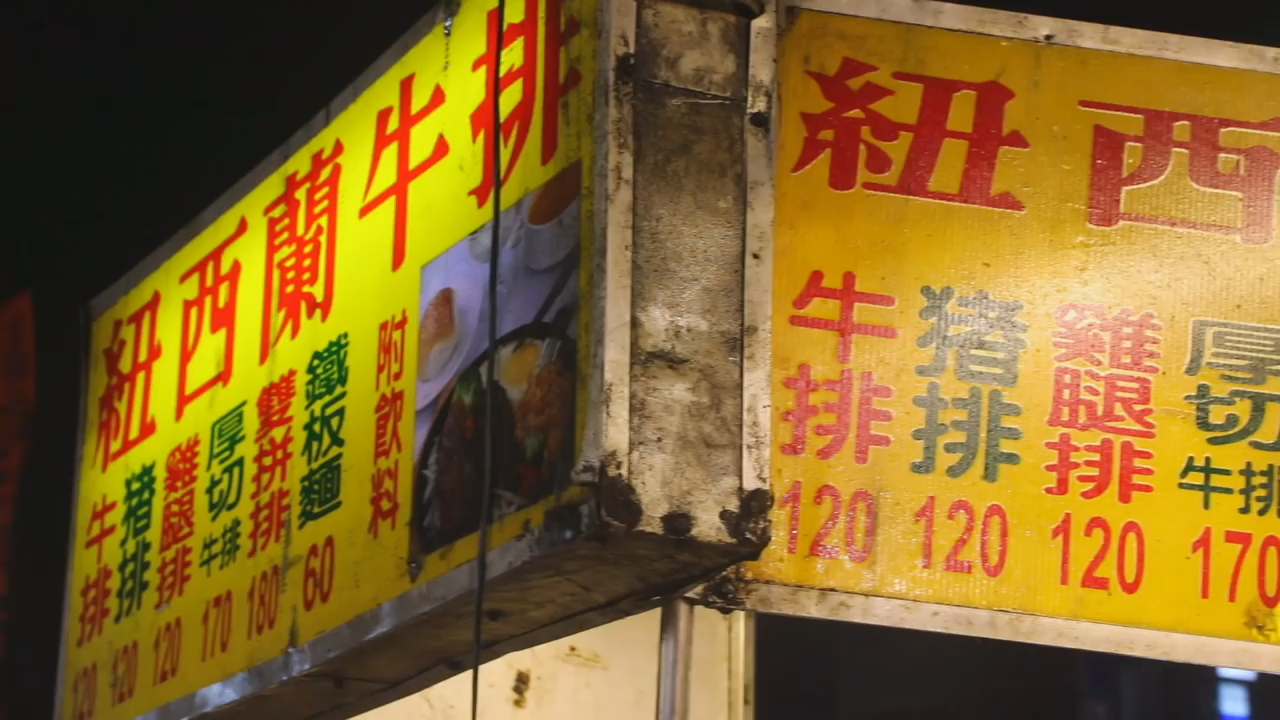 紐西蘭牛排
牛排 120
豬排 120
雞腿排 120
厚切牛排 170
雙拼排 180
鐵板麵 60
附飲料
紐西
牛排 120
豬排 120
雞腿排 120
厚切牛排 170